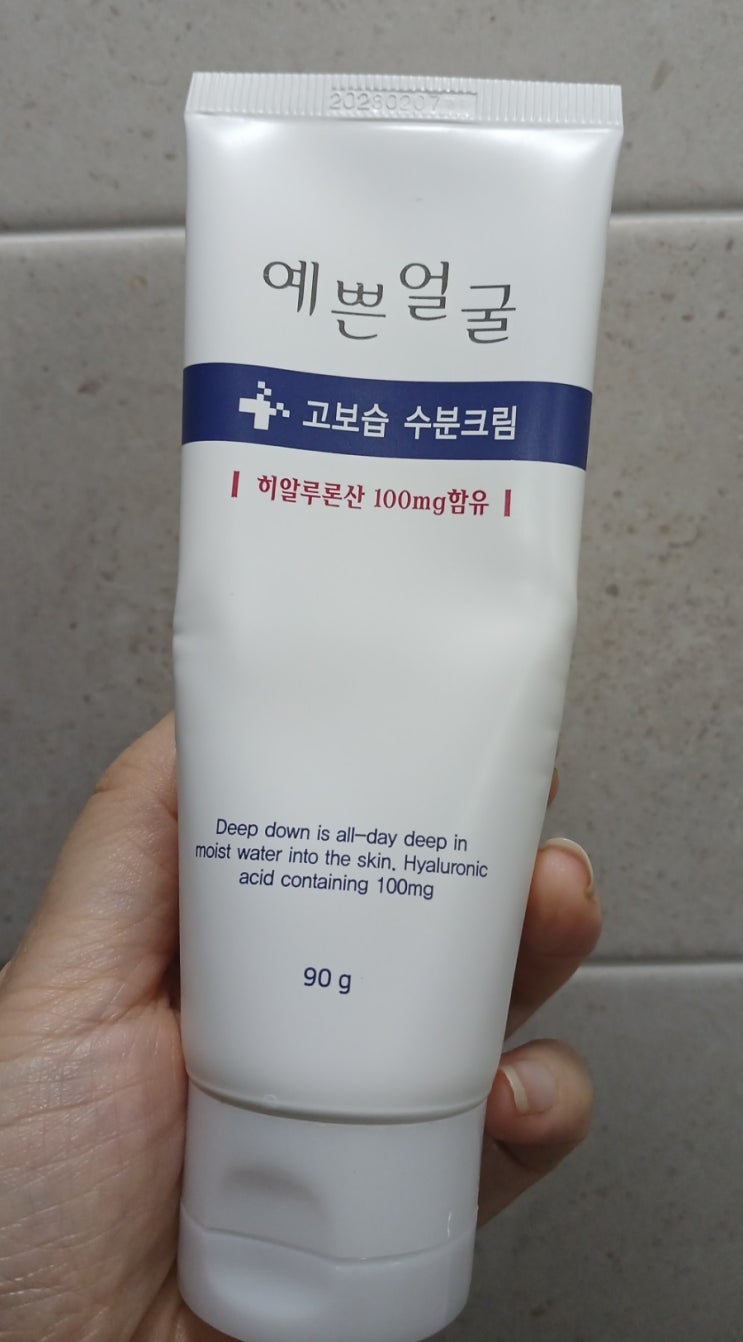 20280207
예쁜얼굴
고보습 수분크림
히알루론산 100mg함유
Deep down is all-day deep in
moist water into the skin. Hyaluronic
acid containing 100mg
90 g